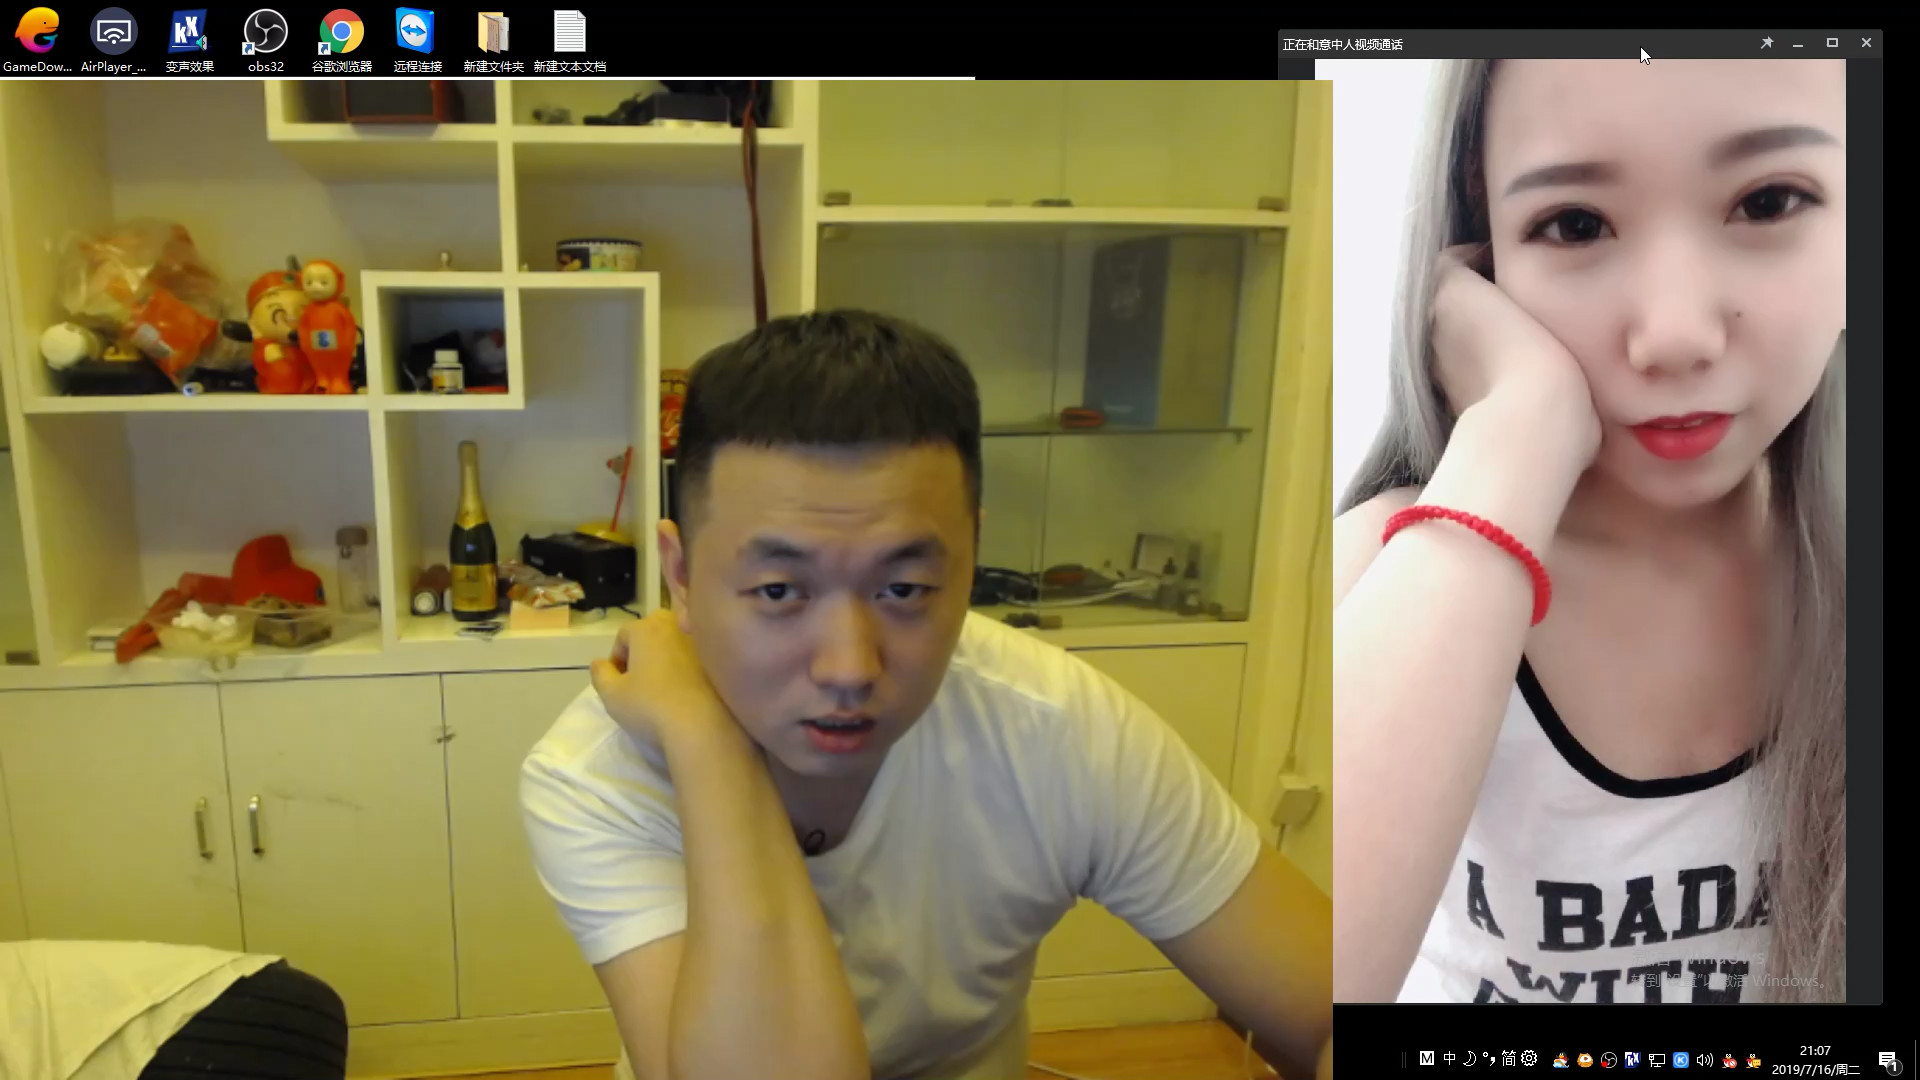 GameDow...
AirPlayer_...
变声效果
obs32
谷歌浏览器
远程连接
新建文件夹
新建文本文档
正在和意中人视频通话
A BADA
Windows
转到"设置"以激活 Windows。
M 中 简
21:07
2019/7/16/周二
1